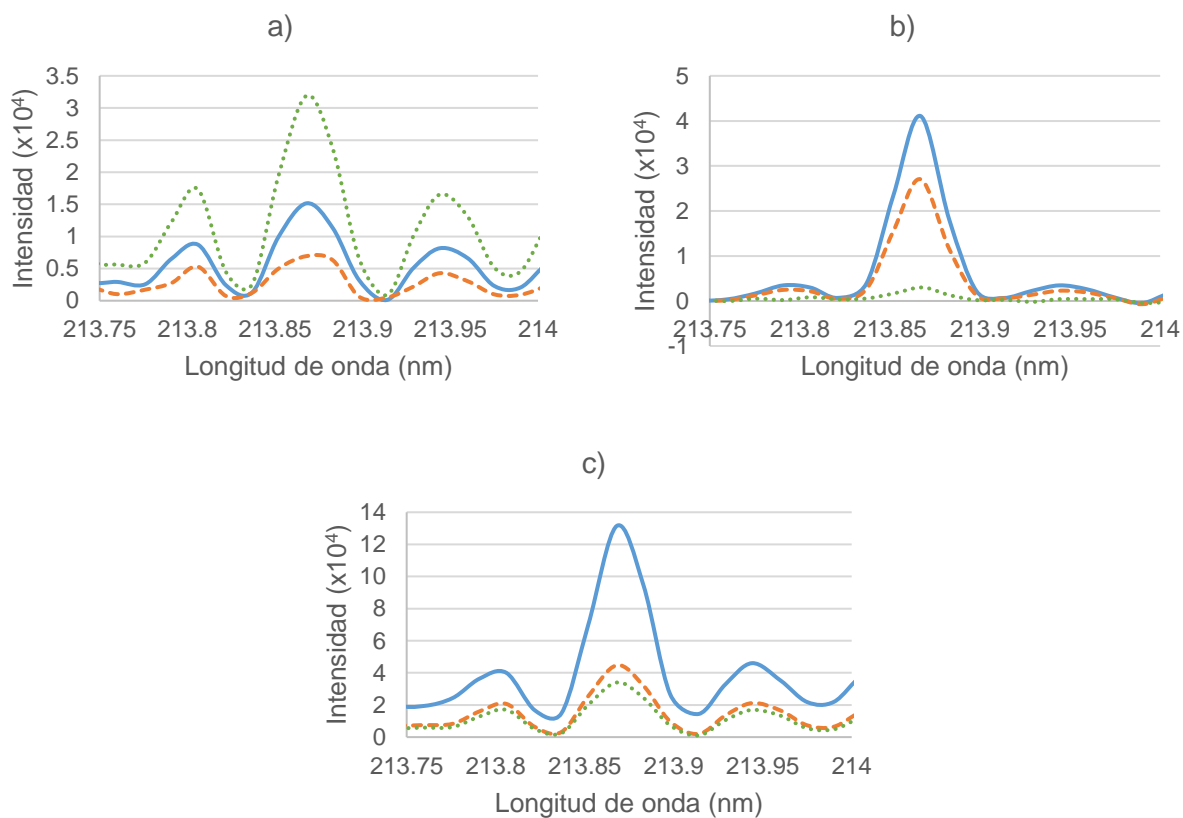 a)
Intensidad (x10⁴)
3.5
3
2.5
2
1.5
1
0.5
0
213.75 213.8 213.85 213.9 213.95 214
Longitud de onda (nm)
b)
Intensidad (x10⁴)
5
4
3
2
1
0
-1
213.75 213.8 213.85 213.9 213.95 214
Longitud de onda (nm)
c)
Intensidad (x10⁴)
14
12
10
8
6
4
2
0
213.75 213.8 213.85 213.9 213.95 214
Longitud de onda (nm)